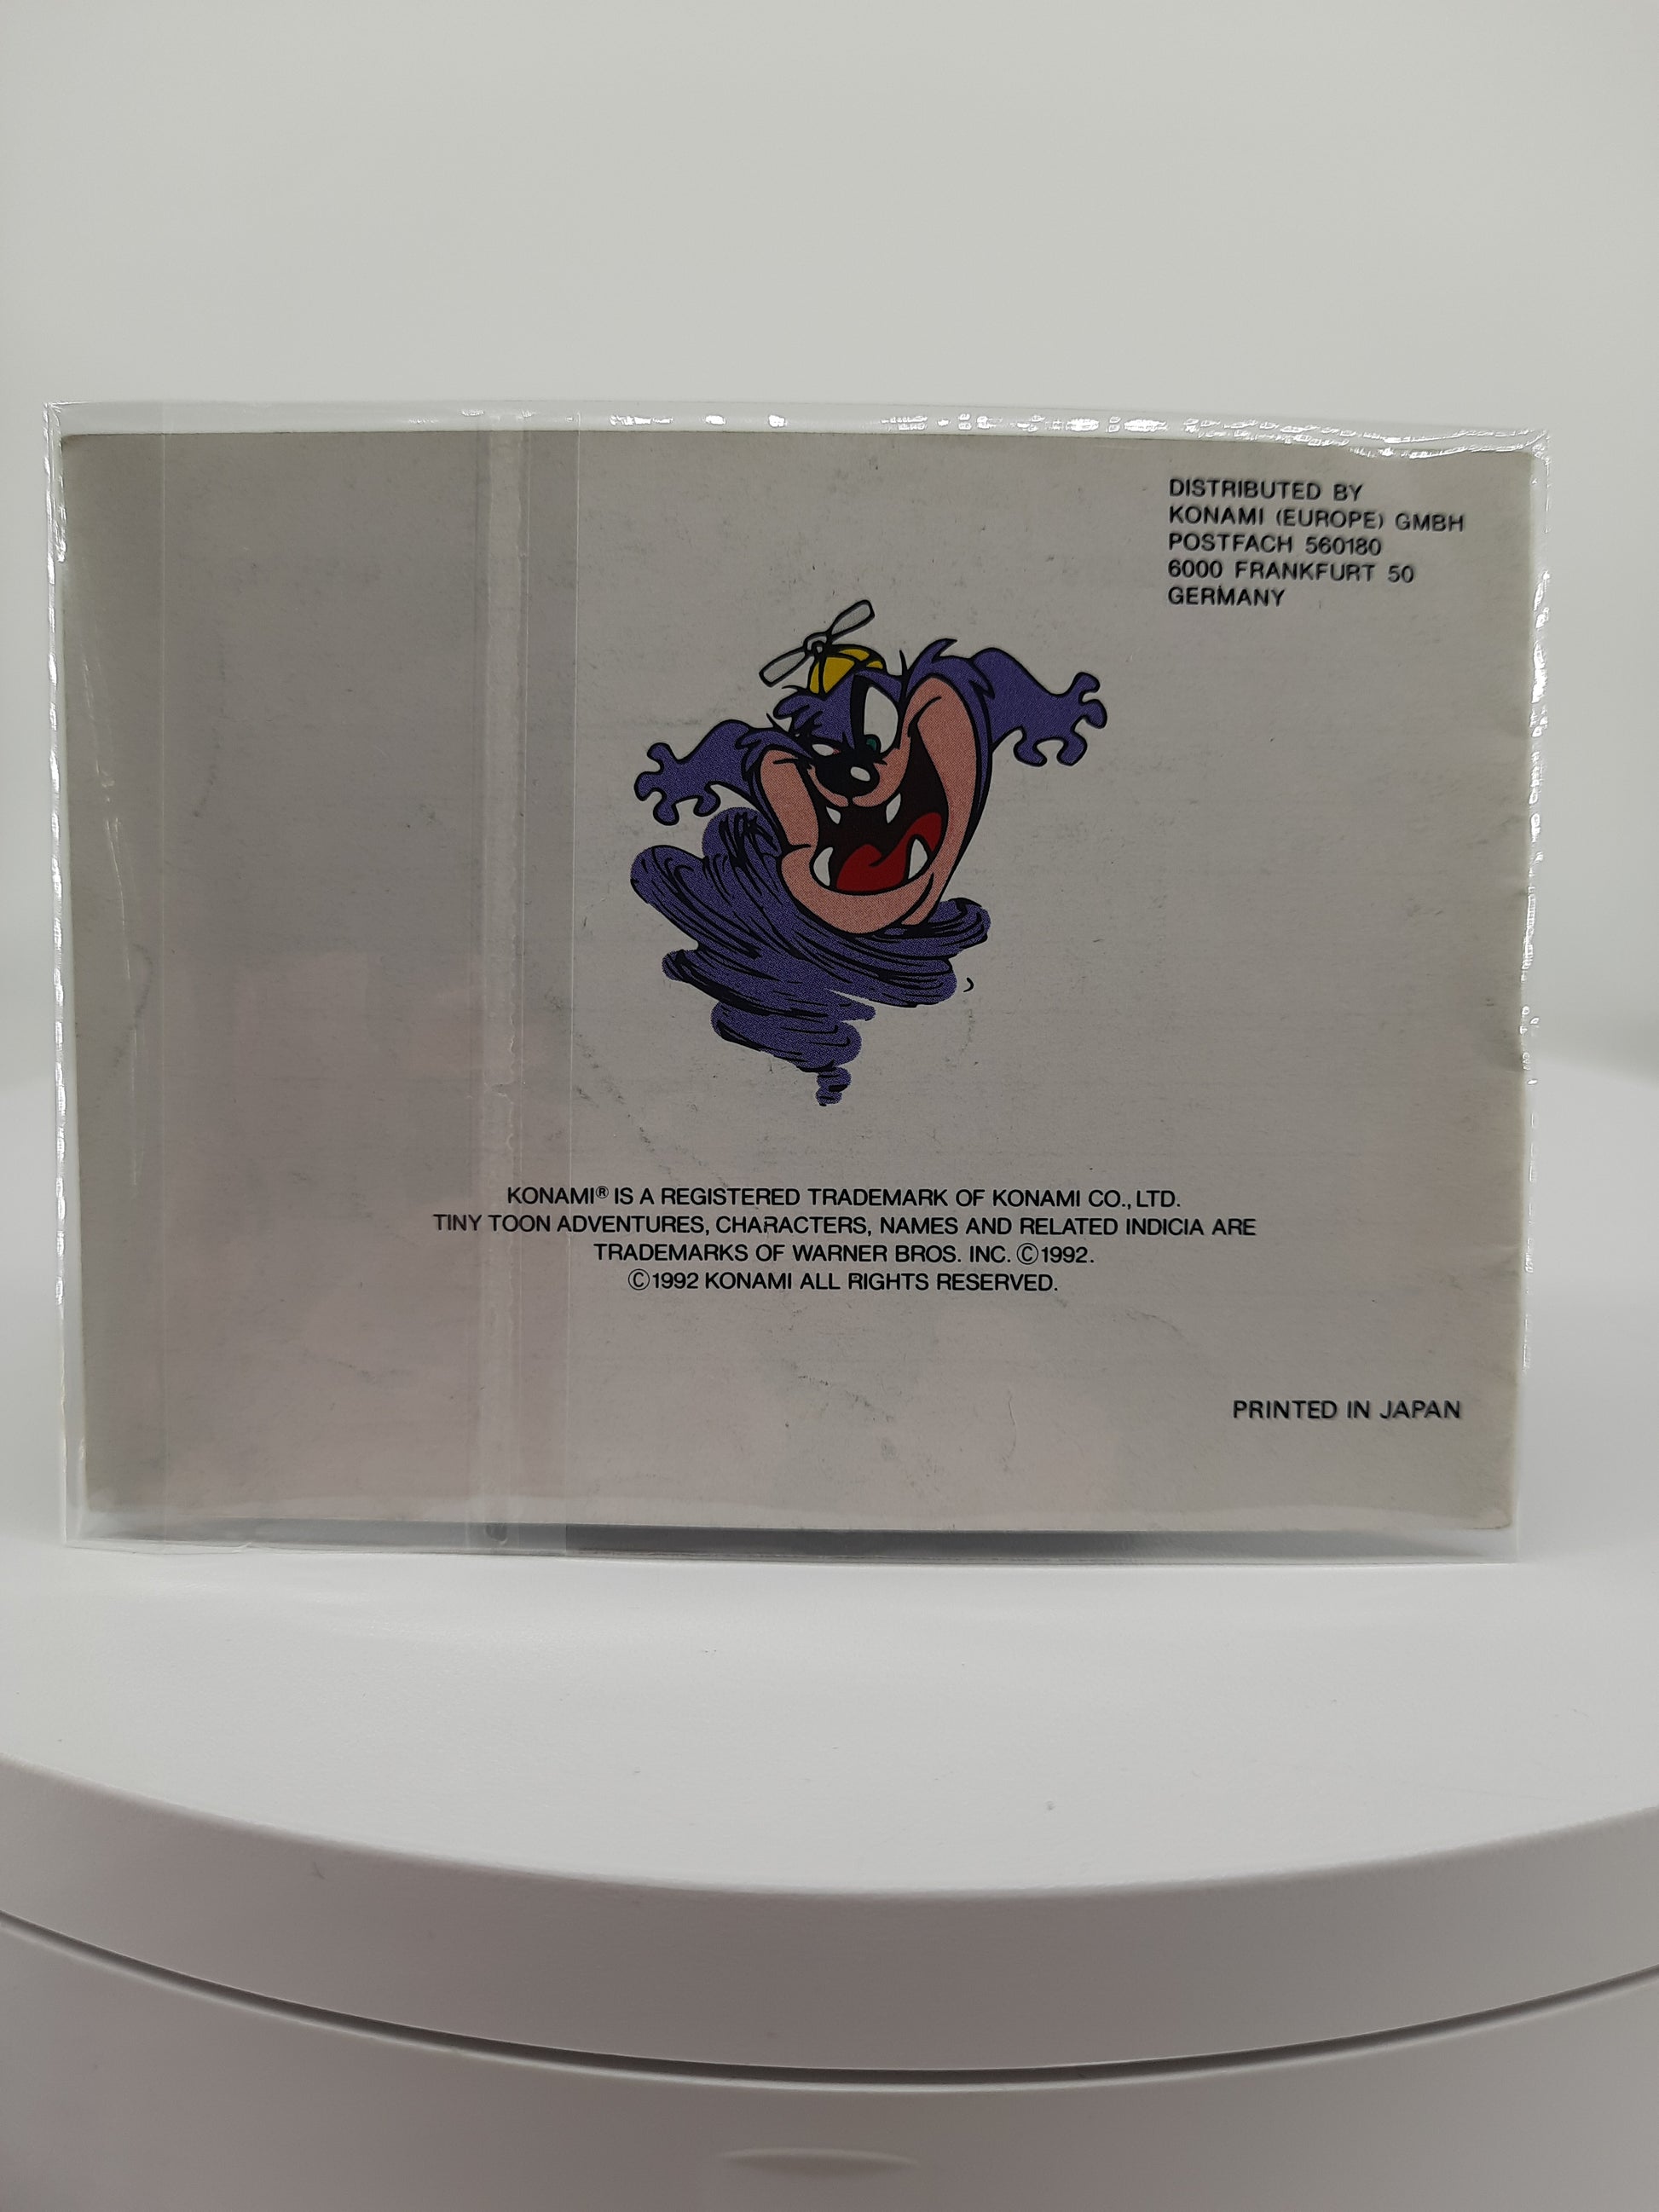 DISTRIBUTED BY
KONAMI (EUROPE) GMBH
POSTFACH 560180
6000 FRANKFURT 50
GERMANY
KONAMI® IS A REGISTERED TRADEMARK OF KONAMI CO., LTD.
TINY TOON ADVENTURES, CHARACTERS, NAMES AND RELATED INDICIA ARE
TRADEMARKS OF WARNER BROS. INC. ©1992.
©1992 KONAMI ALL RIGHTS RESERVED.
PRINTED IN JAPAN